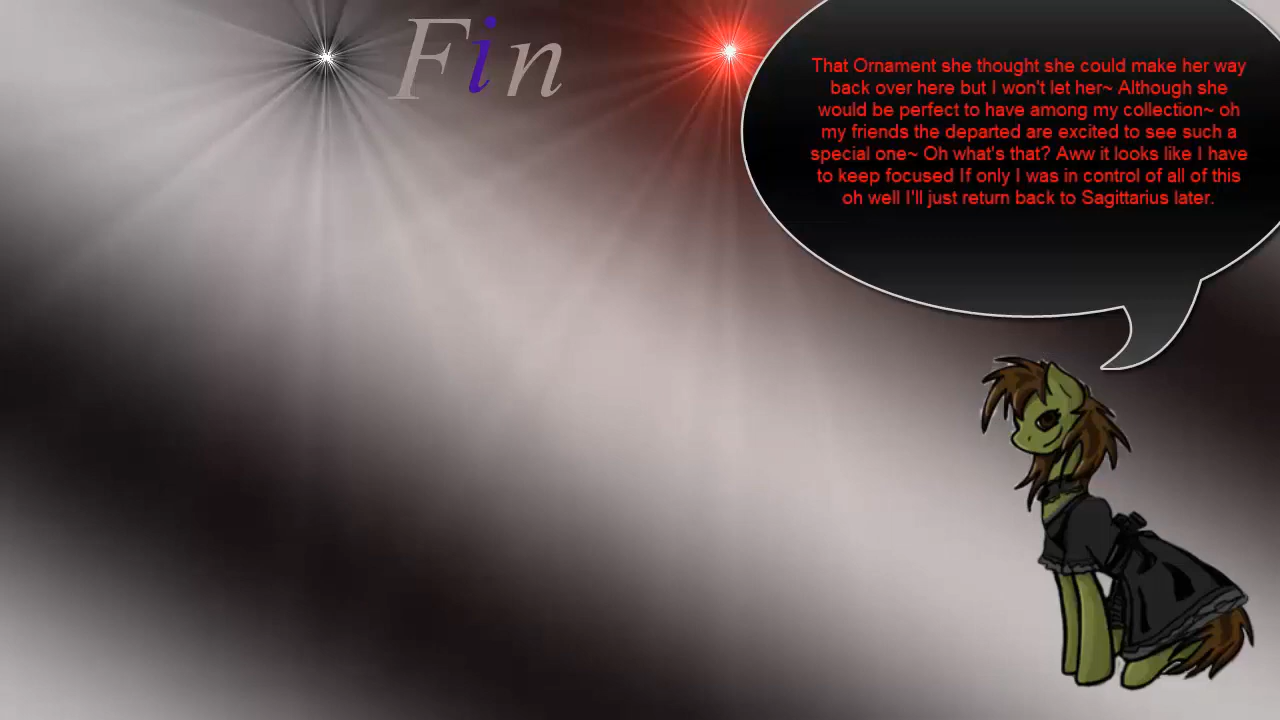 Fin
That Ornament she thought she could make her way
back over here but I won't let her~ Although she
would be perfect to have among my collection~ oh
my friends the departed are excited to see such a
special one~ Oh what's that? Aww it looks like I have
to keep focused If only I was in control of all of this
oh well I'll just return back to Sagittarius later.